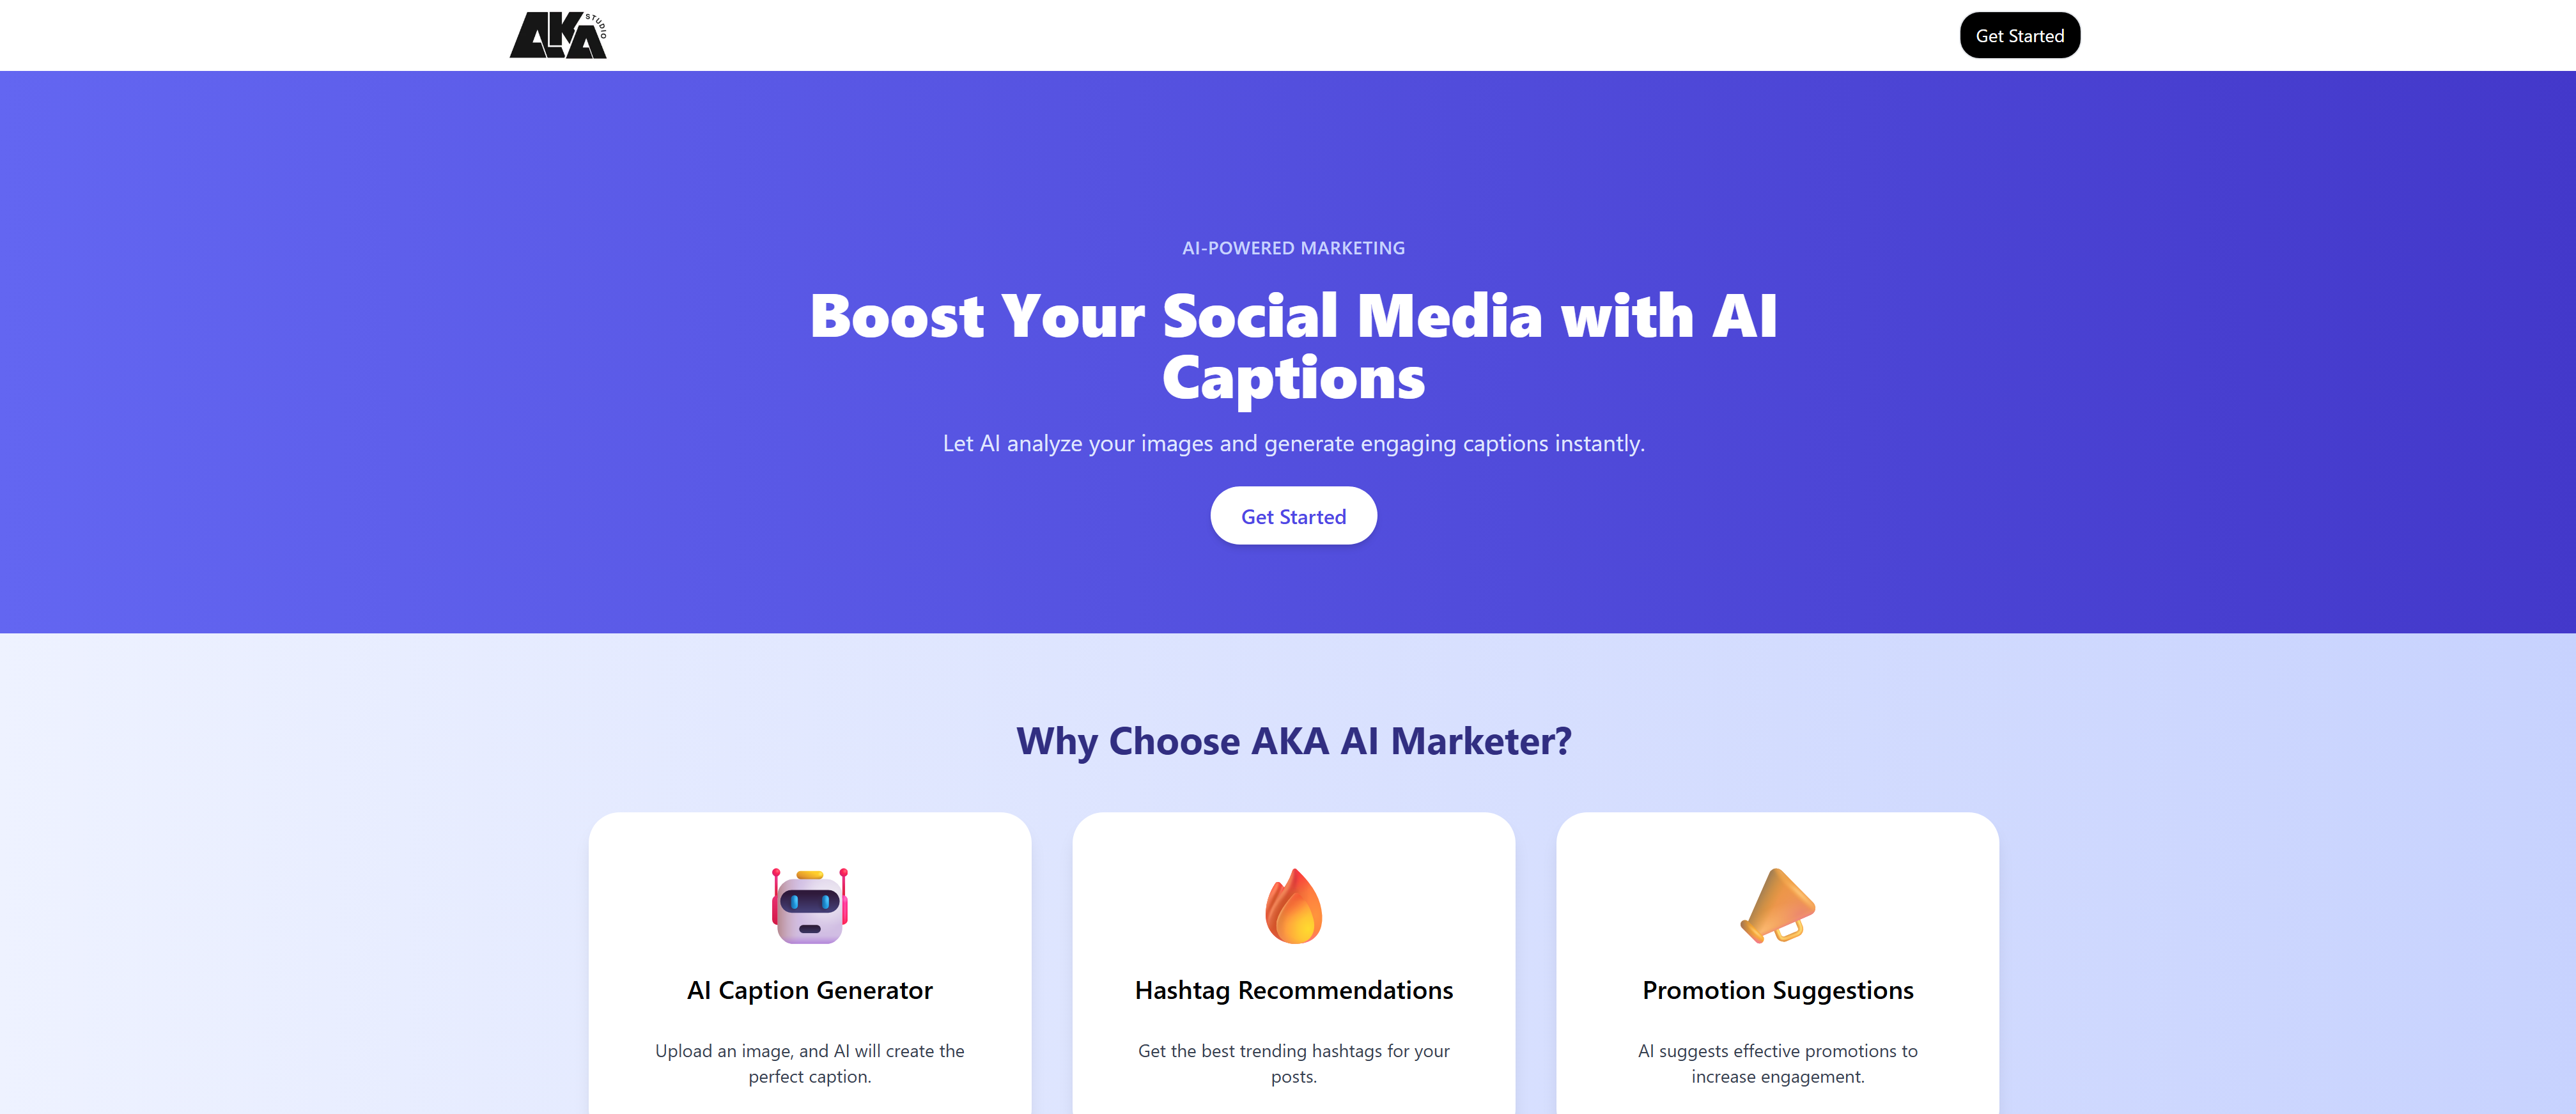 AKA STUDIO
Get Started
AI-POWERED MARKETING
Boost Your Social Media with AI
Captions
Let AI analyze your images and generate engaging captions instantly.
Get Started
Why Choose AKA AI Marketer?
AI Caption Generator
Upload an image, and AI will create the
perfect caption.
Hashtag Recommendations
Get the best trending hashtags for your
posts.
Promotion Suggestions
AI suggests effective promotions to
increase engagement.